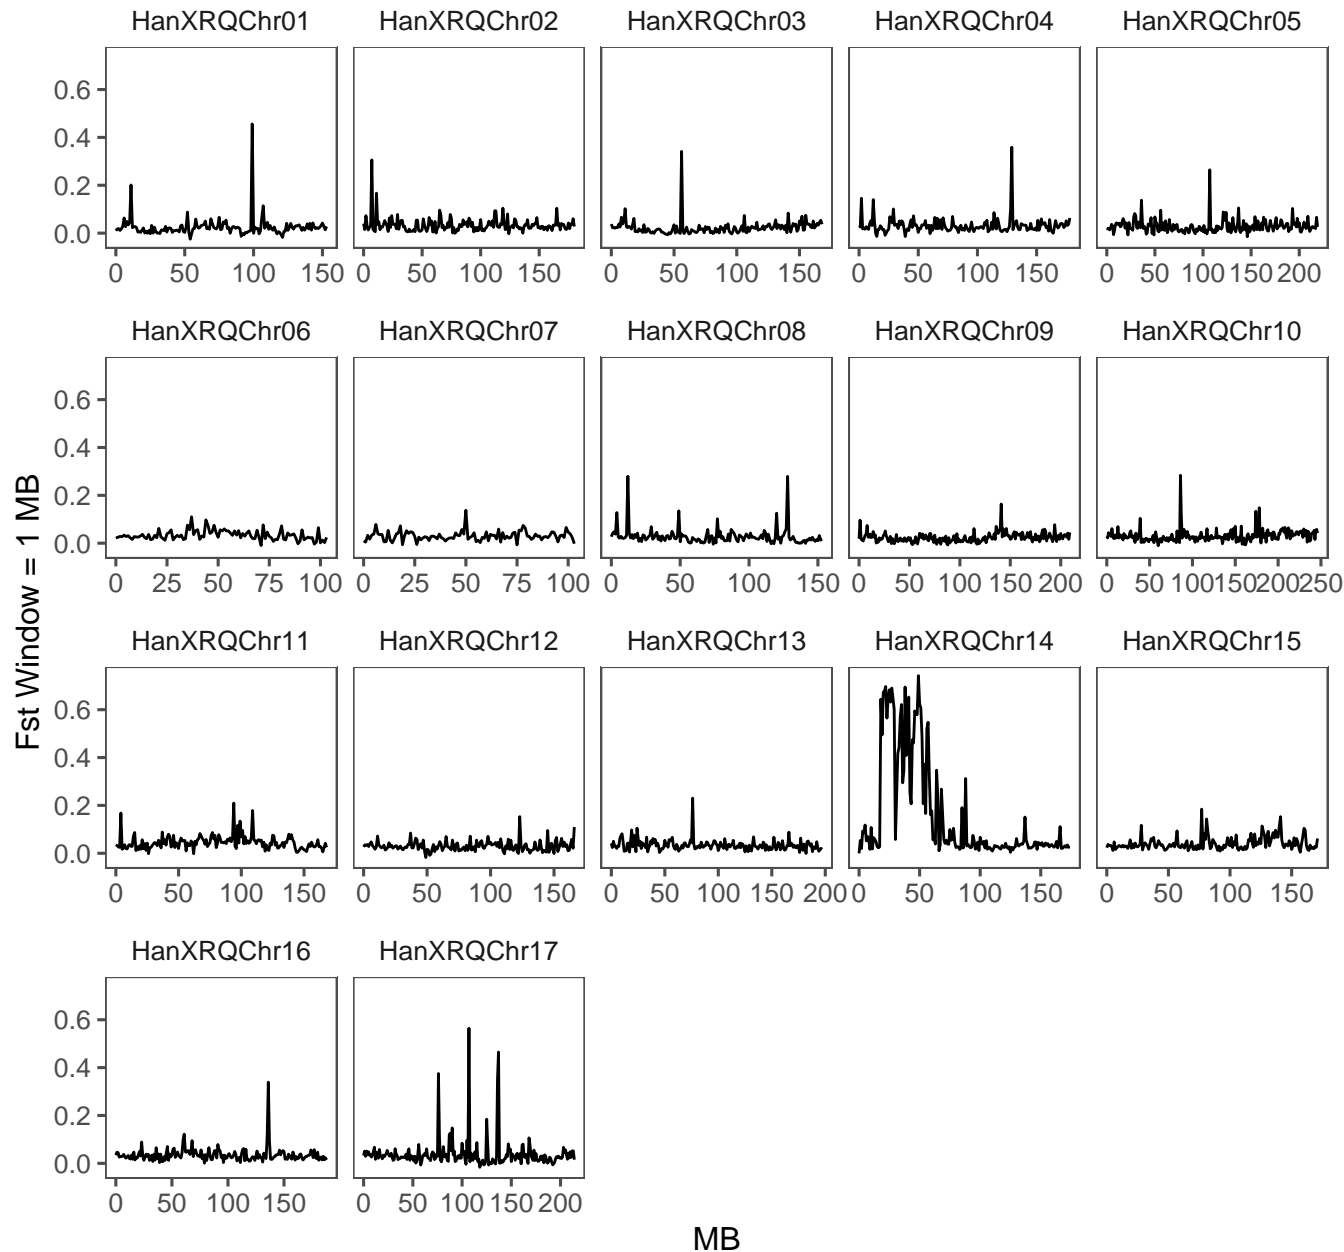 HanXRQChr01 HanXRQChr02 HanXRQChr03 HanXRQChr04 HanXRQChr05
0.6
0.4
0.2
0.0
0 50 100 150 0 50 100 150 0 50 100 150 0 50 100 150 0 50 100 150 200
HanXRQChr06 HanXRQChr07 HanXRQChr08 HanXRQChr09 HanXRQChr10
0.6
0.4
0.2
0.0
0 25 50 75 100 0 25 50 75 100 0 50 100 150 0 50 100 150 200 0 50 100 150 200 250
Fst Window = 1 MB
HanXRQChr11 HanXRQChr12 HanXRQChr13 HanXRQChr14 HanXRQChr15
0.6
0.4
0.2
0.0
0 50 100 150 0 50 100 150 0 50 100 150 200 0 50 100 150 0 50 100 150
HanXRQChr16 HanXRQChr17
0.6
0.4
0.2
0.0
0 50 100 150 0 50 100 150 200
MB